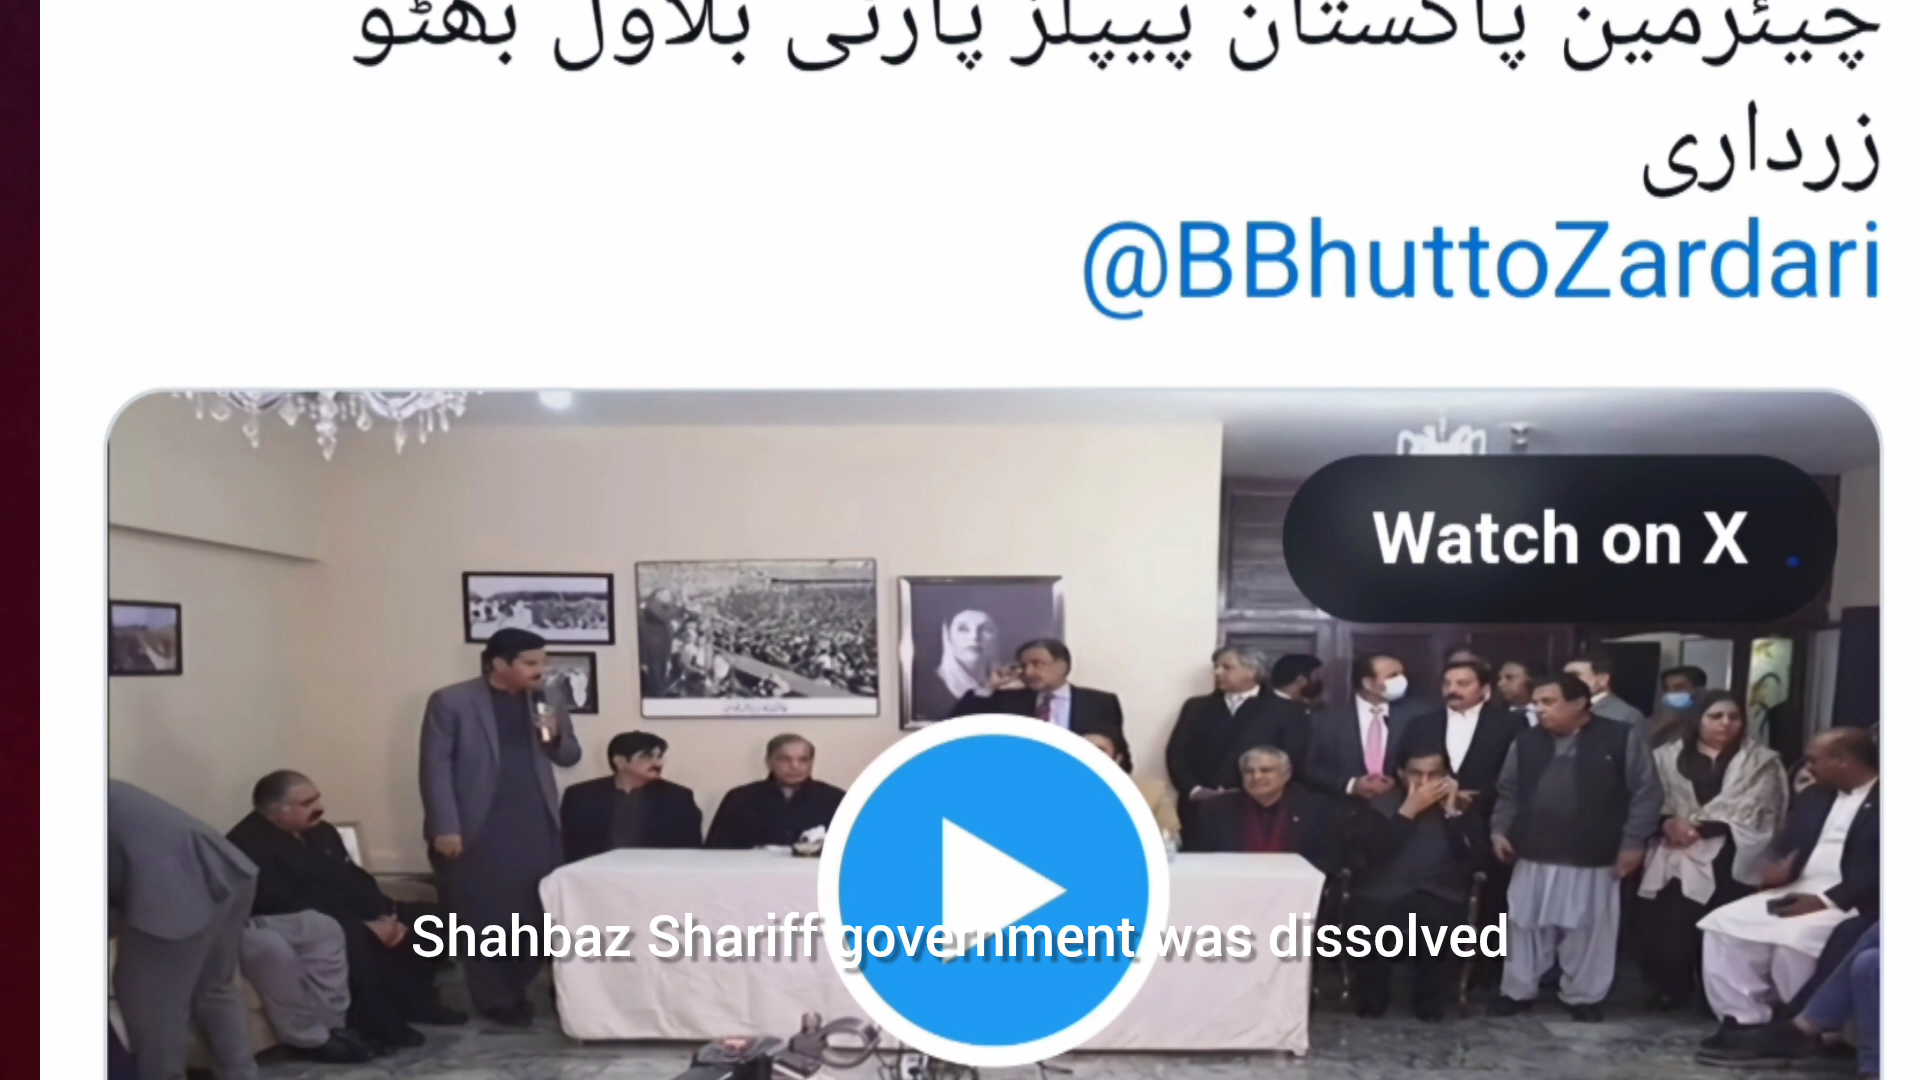 چیئرمین پاکستان پیپلز پارٹی بلاول بھٹو
زرداری
@BBhuttoZardari
Watch on X
Shahbaz Shariff government was dissolved